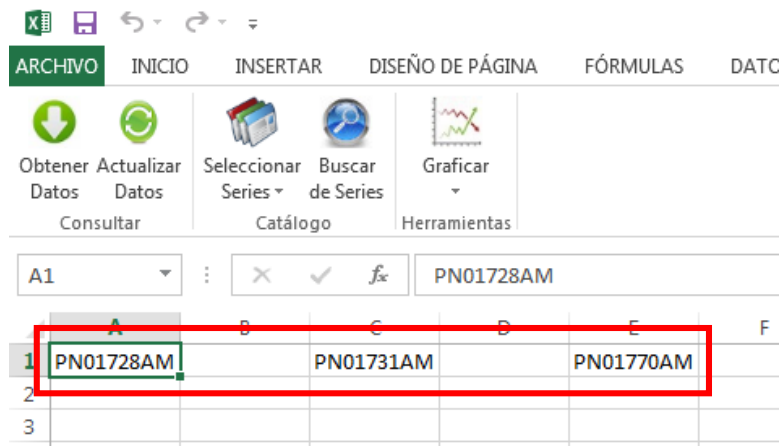 ARCHIVO INICIO INSERTAR DISEÑO DE PÁGINA FÓRMULAS DATO
Obtener Actualizar Seleccionar Buscar Graficar
Datos Datos Series de Series
Consultar Catálogo Herramientas
A1 fx PN01728AM
A B C D E F
1 PN01728AM PN01731AM PN01770AM
2
3